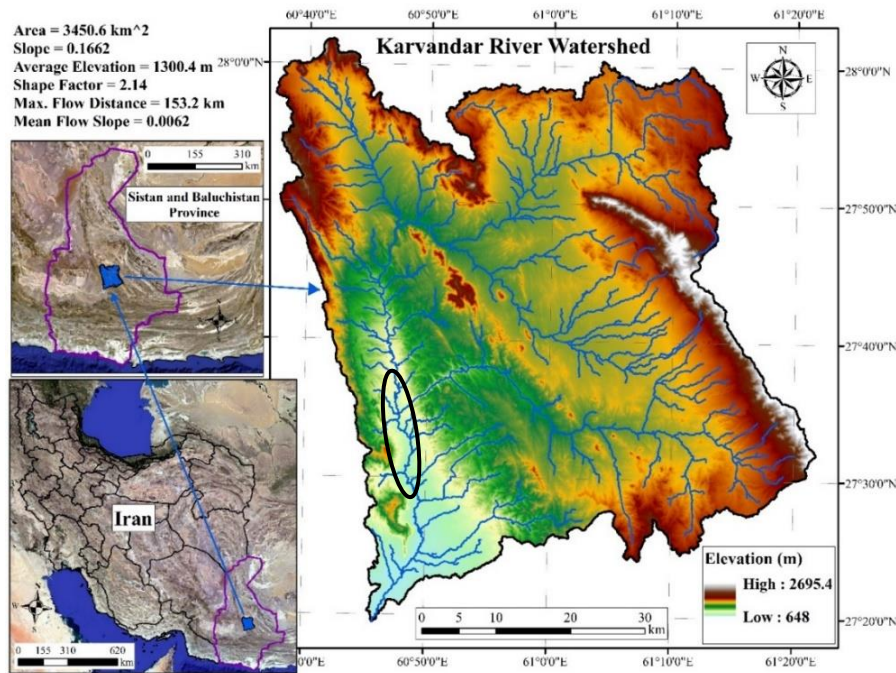 Area = 3450.6 km^2
Slope = 0.1662
Average Elevation = 1300.4 m
Shape Factor = 2.14
Max. Flow Distance = 153.2 km
Mean Flow Slope = 0.0062
60°40'0"E 60°50'0"E 61°0'0"E 61°10'0"E 61°20'0"E
Karvandar River Watershed
N
W E
S
28°0'0"N
28°0'0"N
27°50'0"N
27°40'0"N
27°30'0"N
27°20'0"N
0 155 310
km
Sistan and Baluchistan
Province
Iran
N
W E
S
0 155 310 620
km
Elevation (m)
High : 2695.4
Low : 648
0 5 10 20 30
km
0'0"E 60°50'0"E 61°0'0"E 61°10'0"E 61°20'0"E